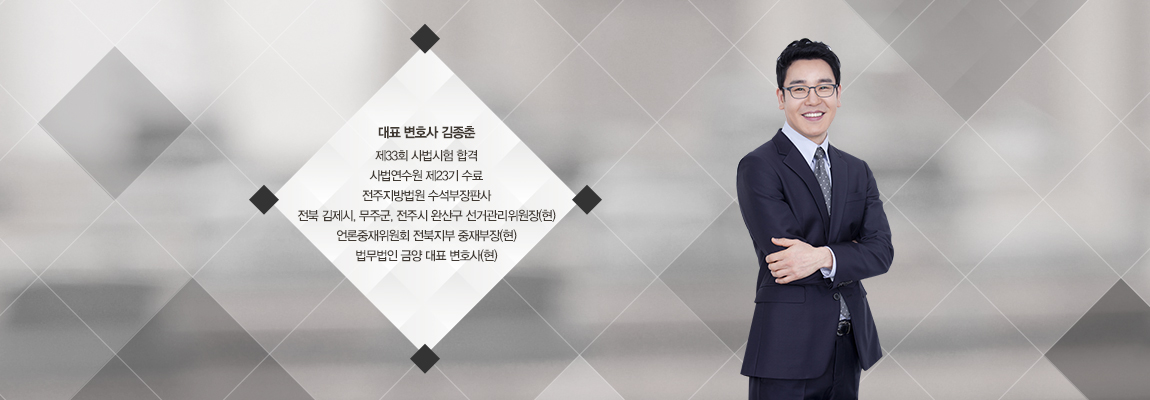 대표 변호사 김종춘
제33회 사법시험 합격
사법연수원 제23기 수료
전주지방법원 수석부장판사
전북 김제시, 무주군, 전주시 완산구 선거관리위원장(현)
언론중재위원회 전북지부 중재부장(현)
법무법인 금양 대표 변호사(현)